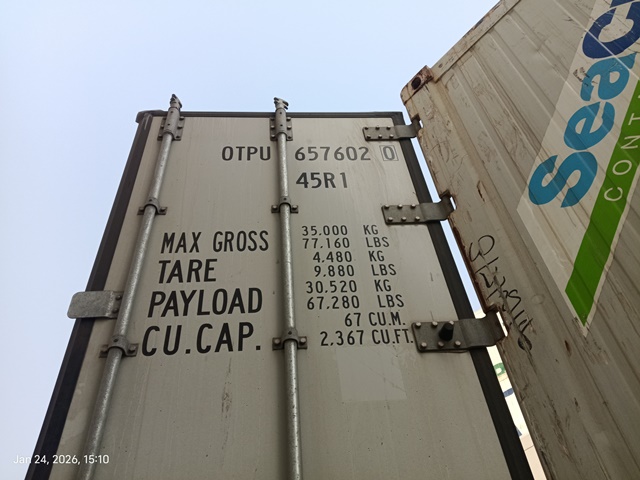 OTPU 657602 0
45R1
MAX GROSS 35.000 KG
77.160 LBS
TARE 4.480 KG
9.880 LBS
PAYLOAD 30.520 KG
67.280 LBS
CU.CAP. 67 CU.M.
2.367 CU.FT.
SeaC
CONT
Jan 24, 2026, 15:10